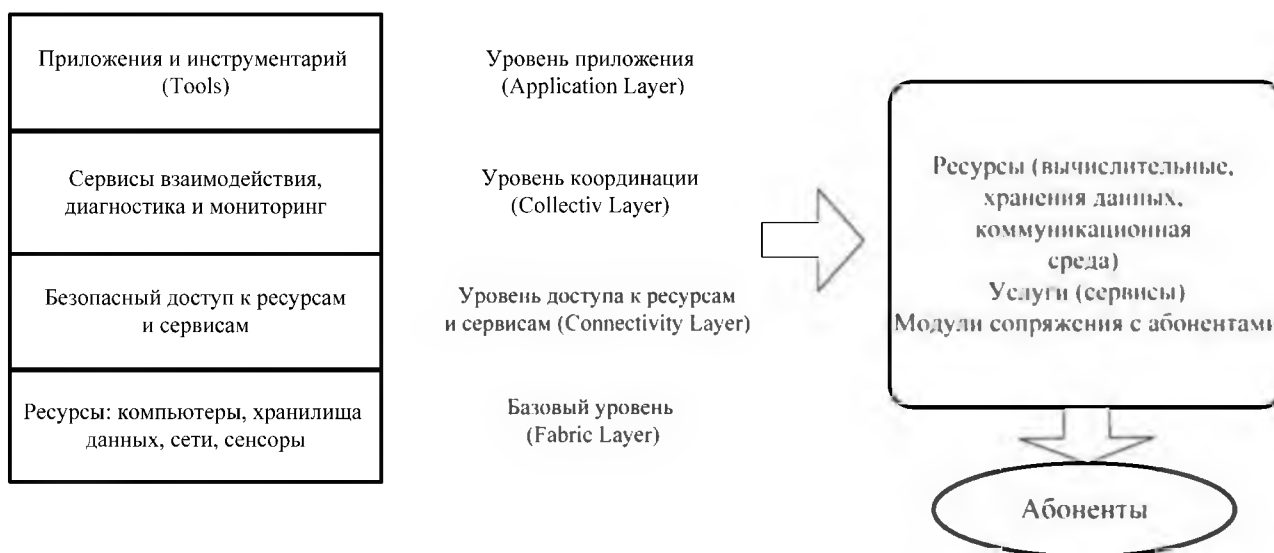 Приложения и инструментарий
(Tools)
Уровень приложения
(Application Layer)
Сервисы взаимодействия,
диагностика и мониторинг
Уровень координации
(Collectiv Layer)
Безопасный доступ к ресурсам
и сервисам
Уровень доступа к ресурсам
и сервисам (Connectivity Layer)
Ресурсы: компьютеры, хранилища
данных, сети, сенсоры
Базовый уровень
(Fabric Layer)
Ресурсы (вычислительные,
хранения данных,
коммуникационная
среда)
Услуги (сервисы)
Модули сопряжения с абонентами
Абоненты